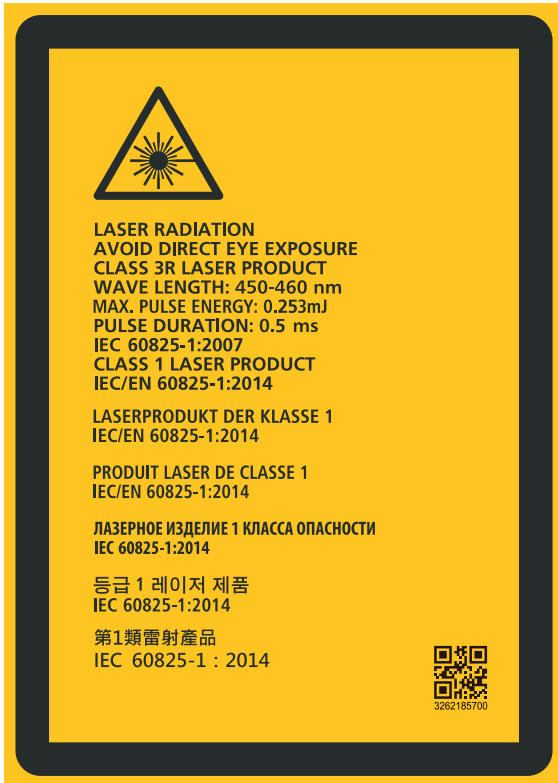 LASER RADIATION
AVOID DIRECT EYE EXPOSURE
CLASS 3R LASER PRODUCT
WAVE LENGTH: 450-460 nm
MAX. PULSE ENERGY: 0.253mJ
PULSE DURATION: 0.5 ms
IEC 60825-1:2007
CLASS 1 LASER PRODUCT
IEC/EN 60825-1:2014
LASERPRODUKT DER KLASSE 1
IEC/EN 60825-1:2014
PRODUIT LASER DE CLASSE 1
IEC/EN 60825-1:2014
ЛАЗЕРНОЕ ИЗДЕЛИЕ 1 КЛАССА ОПАСНОСТИ
IEC 60825-1:2014
등급 1 레이저 제품
IEC 60825-1:2014
第1類雷射產品
IEC 60825-1 : 2014
3262185700